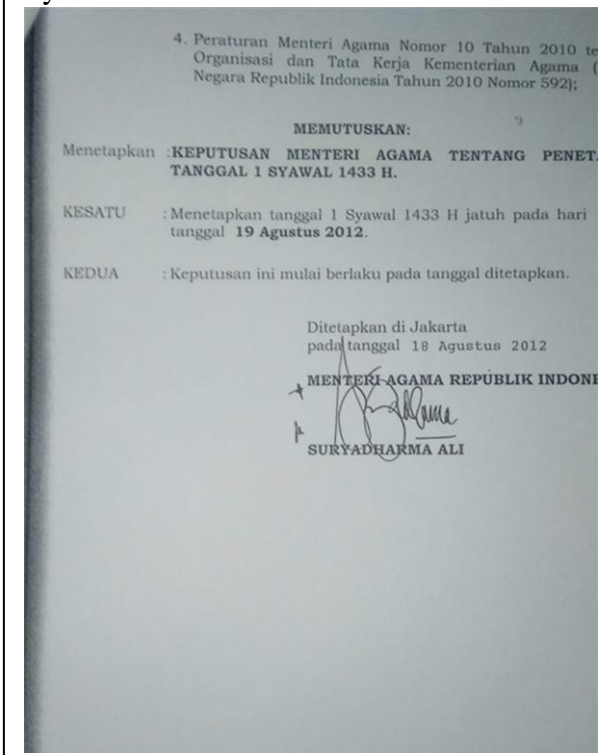 4. Peraturan Menteri Agama Nomor 10 Tahun 2010 te
Organisasi dan Tata Kerja Kementerian Agama (
Negara Republik Indonesia Tahun 2010 Nomor 592);
MEMUTUSKAN:
Menetapkan : KEPUTUSAN MENTERI AGAMA TENTANG PENETA
TANGGAL 1 SYAWAL 1433 H.
KESATU : Menetapkan tanggal 1 Syawal 1433 H jatuh pada hari
tanggal 19 Agustus 2012.
KEDUA : Keputusan ini mulai berlaku pada tanggal ditetapkan.
Ditetapkan di Jakarta
pada tanggal 18 Agustus 2012
MENTERI AGAMA REPUBLIK INDONE
SURYADHARMA ALI